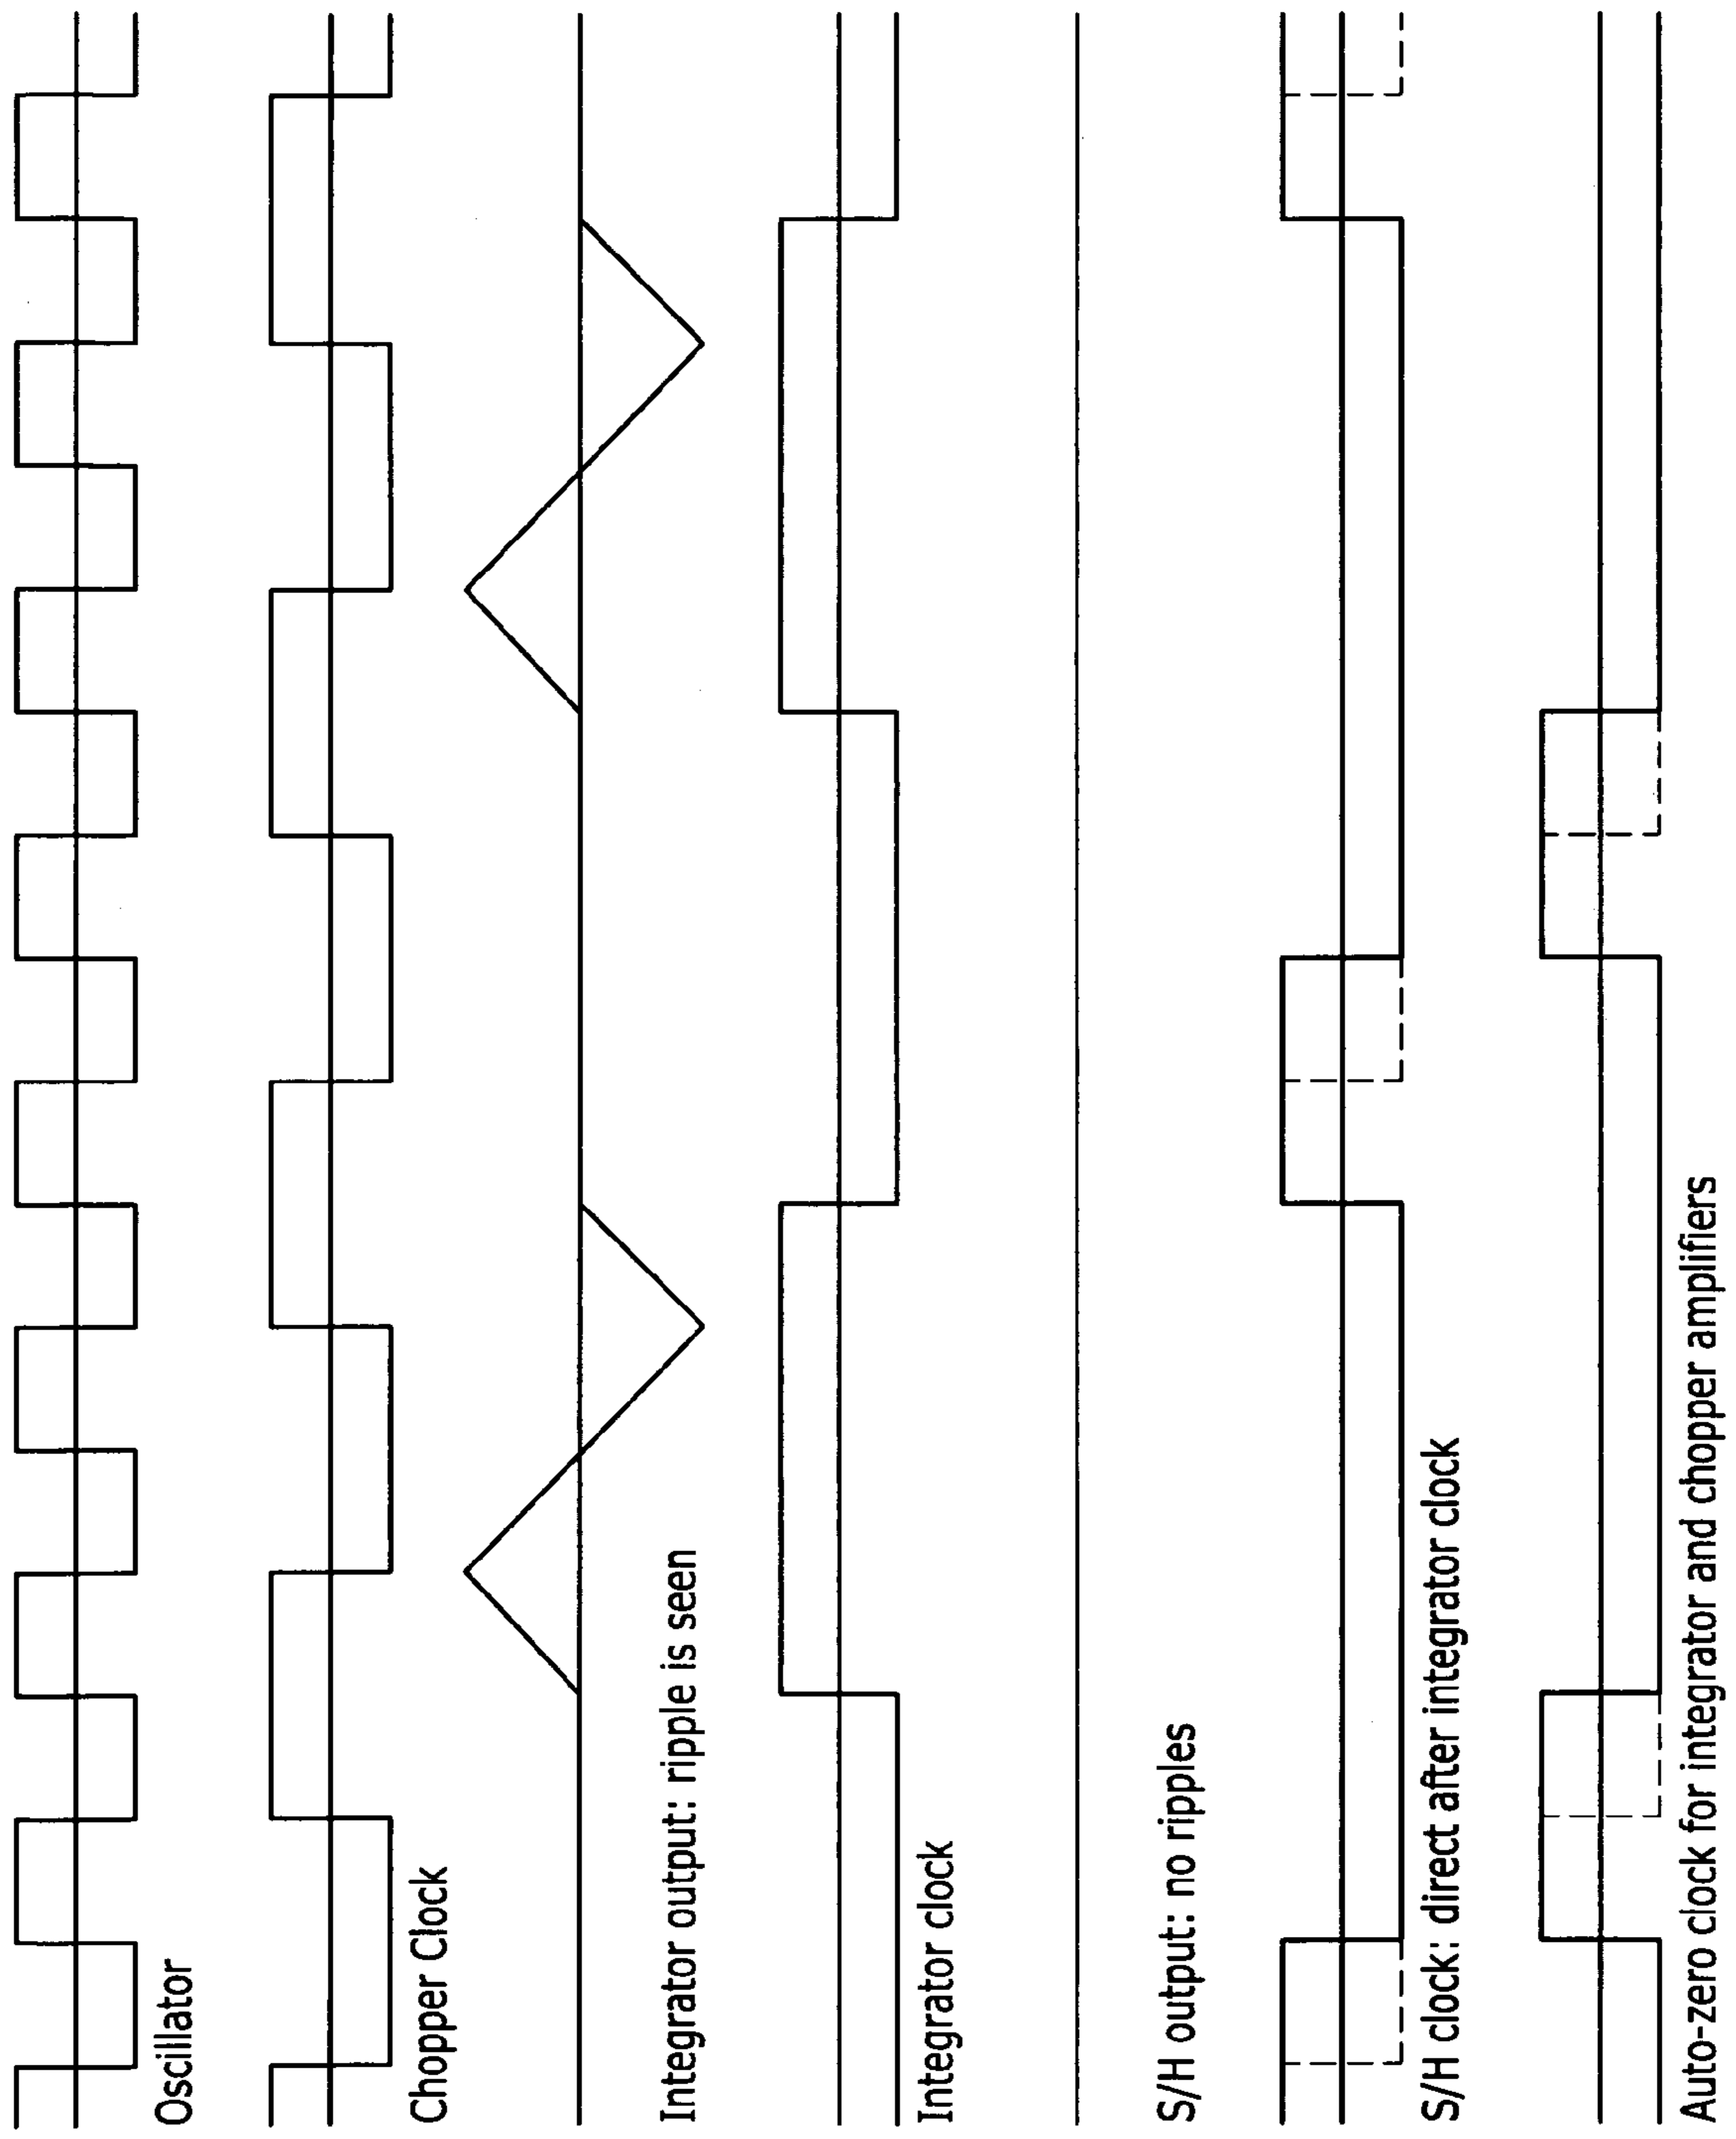 Oscillator
Chopper Clock
Integrator output: ripple is seen
Integrator clock
S/H output: no ripples
S/H clock: direct after integrator clock
Auto-zero clock for integrator and chopper amplifiers